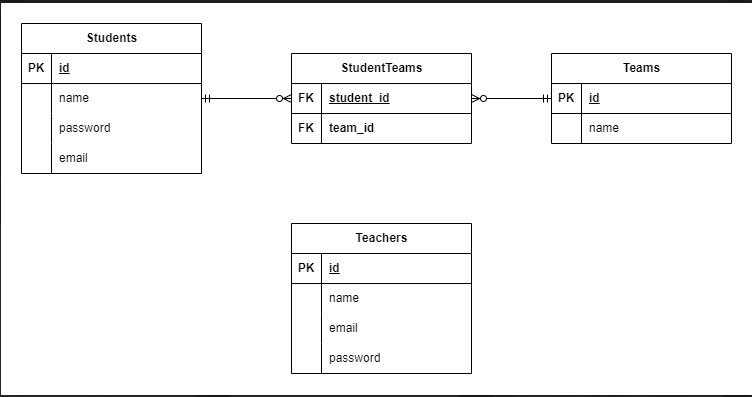 Students
PK id
name
password
email
StudentTeams
FK student_id
FK team_id
Teams
PK id
name
Teachers
PK id
name
email
password